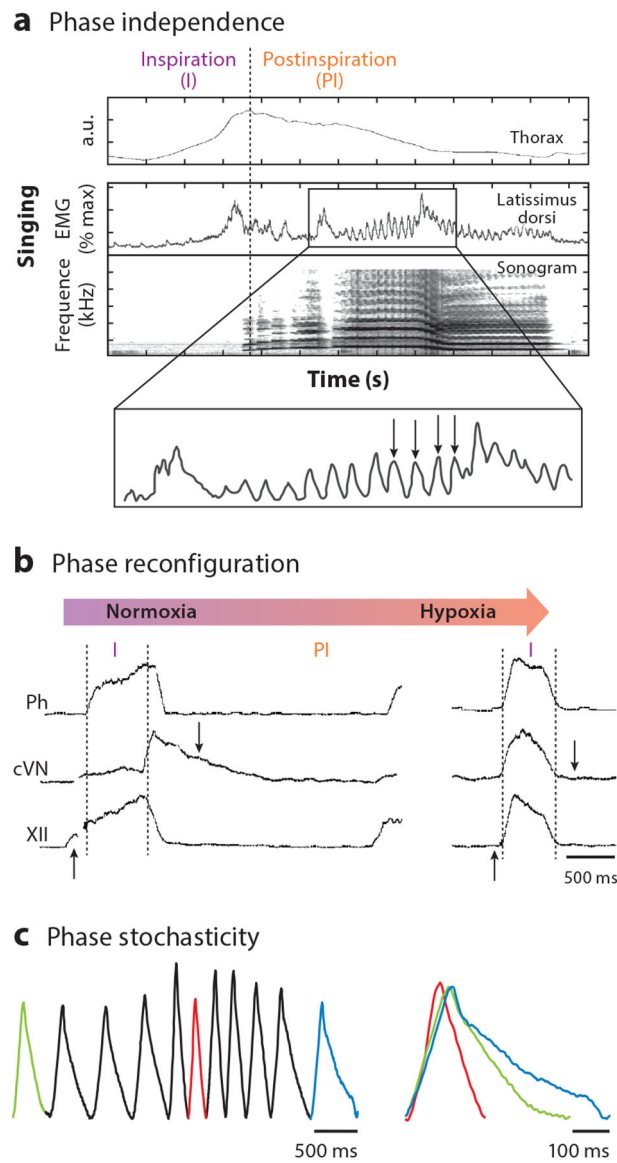 a Phase independence
Inspiration
(I)
Postinspiration
(PI)
a.u.
Thorax
Singing
EMG
(% max)
Latissimus
dorsi
Frequence
(kHz)
Sonogram
Time (s)
b Phase reconfiguration
Normoxia
Hypoxia
I
PI
I
Ph
cVN
XII
500 ms
c Phase stochasticity
500 ms
100 ms